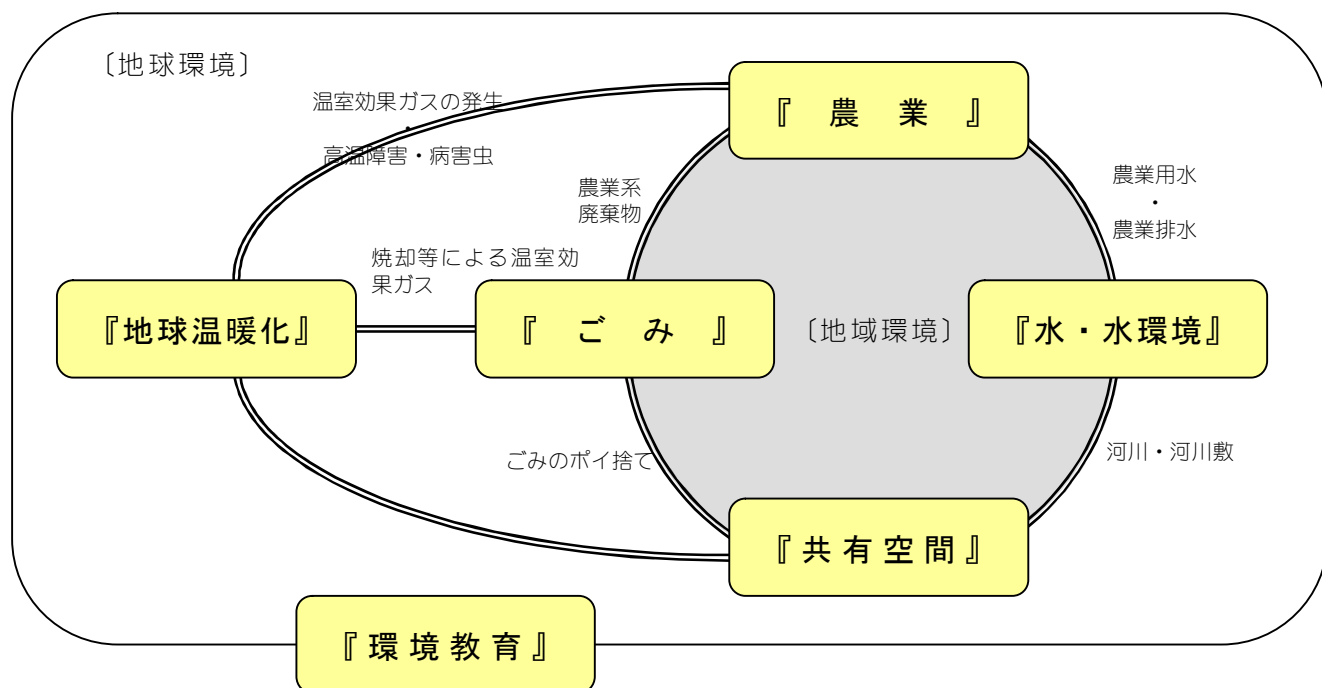 〔地球環境〕
温室効果ガスの発生
・
高温障害・病害虫
『農業』
農業系
廃棄物
農業用水
・
農業排水
焼却等による温室効
果ガス
『地球温暖化』
『ごみ』
〔地域環境〕
『水・水環境』
ごみのポイ捨て
河川・河川敷
『共有空間』
『環境教育』